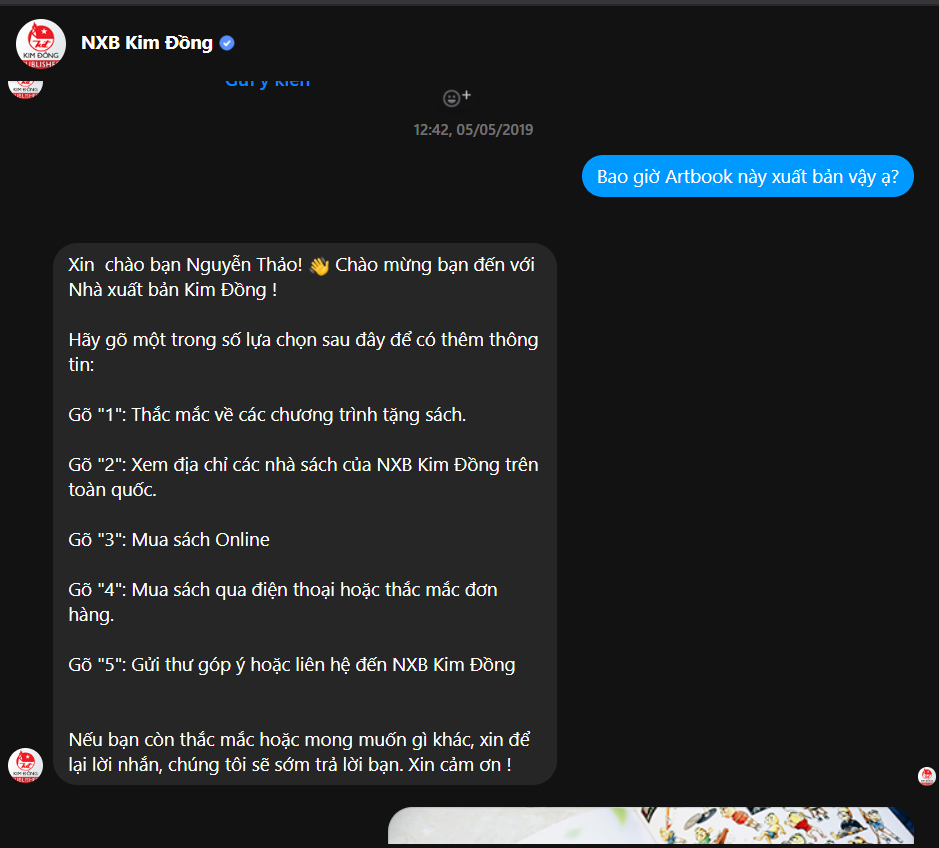 NXB Kim Đồng
KIM ĐỒNG
Gửi ý kiến
12:42, 05/05/2019
Bao giờ Artbook này xuất bản vậy ạ?
Xin chào bạn Nguyễn Thảo! 👋 Chào mừng bạn đến với
Nhà xuất bản Kim Đồng !
Hãy gõ một trong số lựa chọn sau đây để có thêm thông
tin:
Gõ "1": Thắc mắc về các chương trình tặng sách.
Gõ "2": Xem địa chỉ các nhà sách của NXB Kim Đồng trên
toàn quốc.
Gõ "3": Mua sách Online
Gõ "4": Mua sách qua điện thoại hoặc thắc mắc đơn
hàng.
Gõ "5": Gửi thư góp ý hoặc liên hệ đến NXB Kim Đồng
Nếu bạn còn thắc mắc hoặc mong muốn gì khác, xin để
lại lời nhắn, chúng tôi sẽ sớm trả lời bạn. Xin cảm ơn !